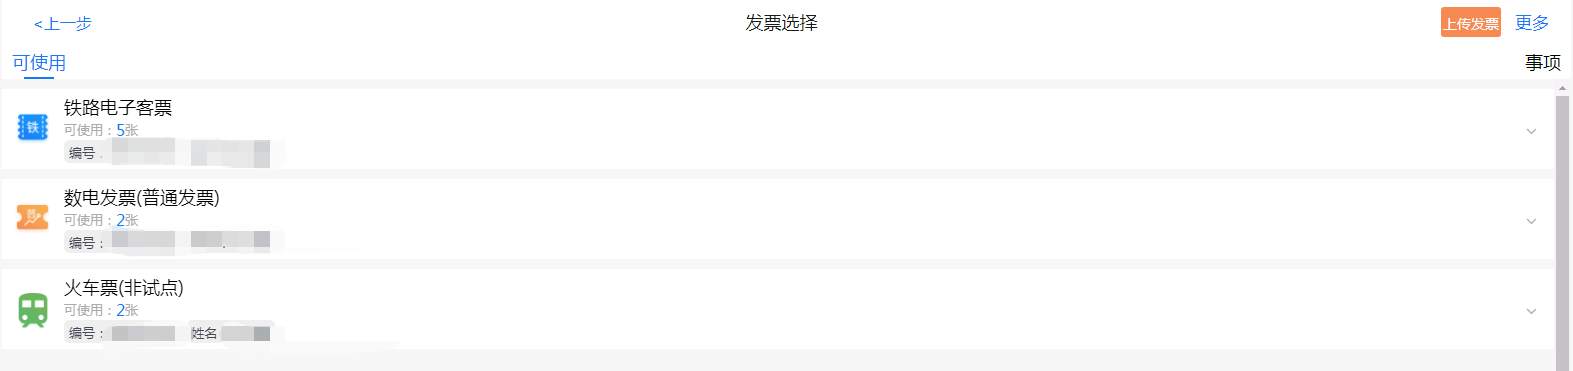 <上一步 发票选择 上传发票 更多
可使用 事项
铁 铁路电子客票
可使用：5张
编号
数电发票(普通发票)
可使用：2张
编号：
火车票(非试点)
可使用：2张
编号： 姓名